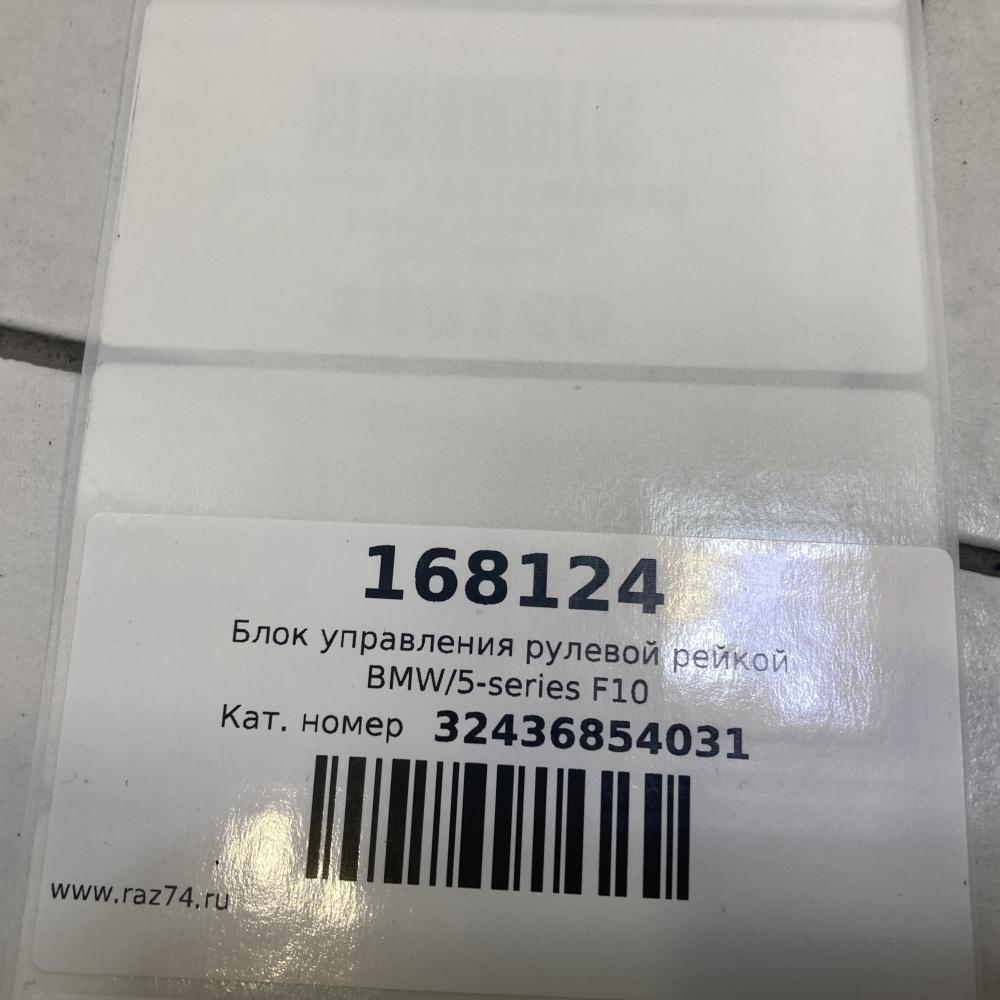 168124
Блок управления рулевой рейкой
BMW/5-series F10
Кат. номер 32436854031
www.raz74.ru